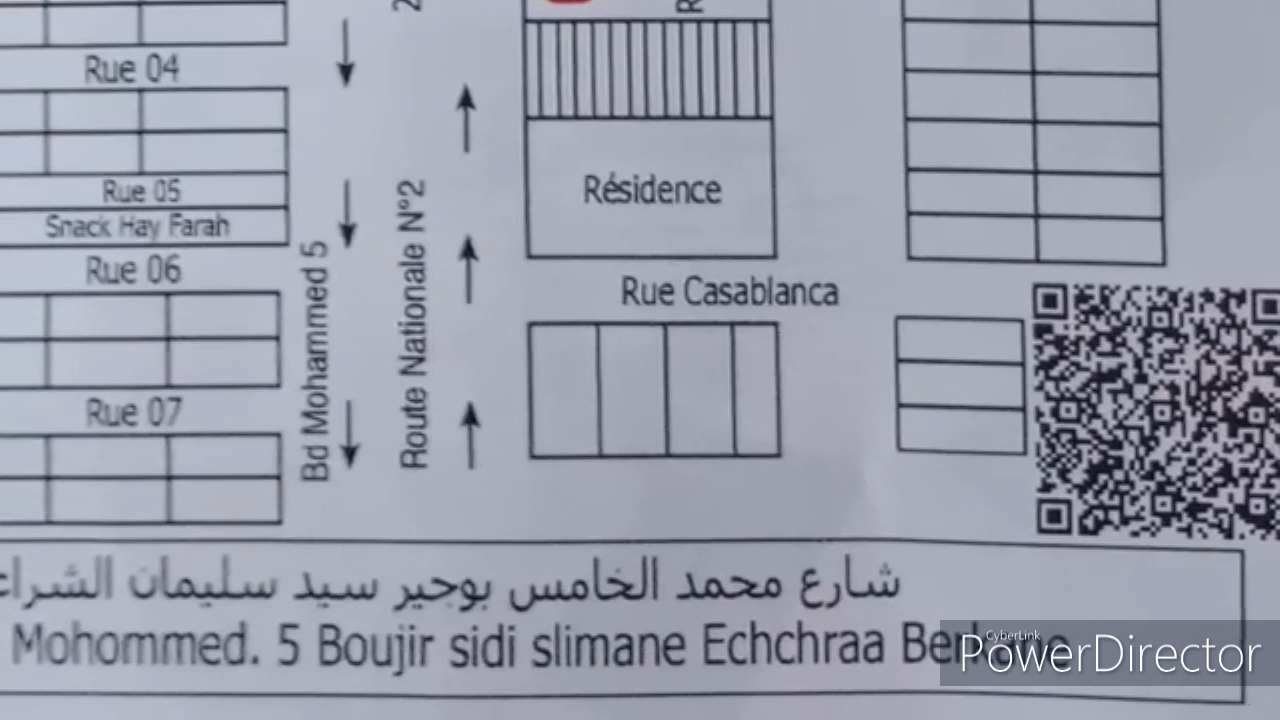 Rue 04
Rue 05
Snack Hay Farah
Rue 06
Rue 07
Bd Mohammed 5
Route Nationale N°2
Résidence
Rue Casablanca
شارع محمد الخامس بوجير سيد سليمان
Mohommed. 5 Boujir sidi slimane Echchraa
CyberLink
PowerDirector